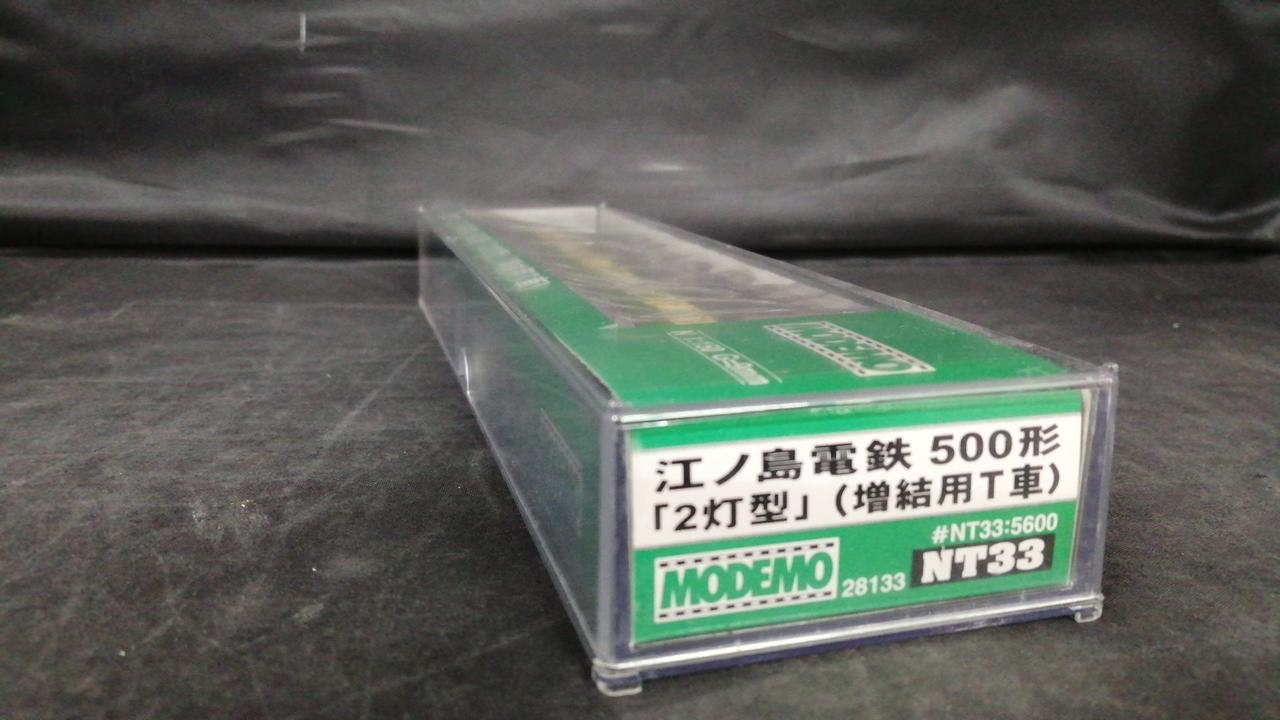 江ノ島電鉄 500形
「2灯型」(増結用T車)
#NT33:5600
MODEMO 28133 NT33
MODEMO